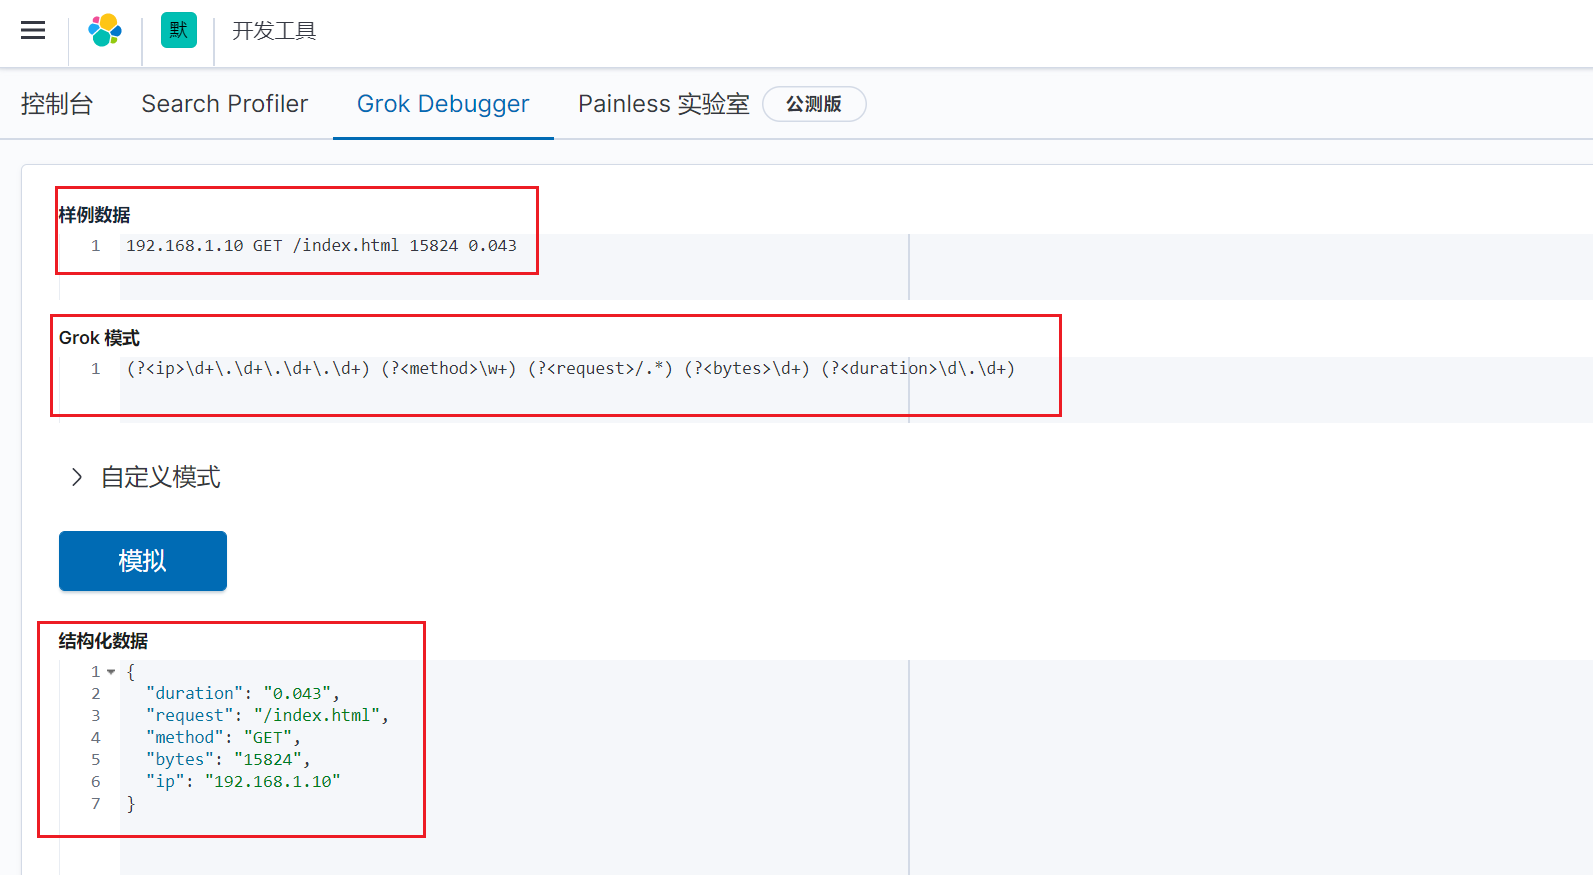 默 开发工具
控制台 Search Profiler Grok Debugger Painless 实验室 公测版
样例数据
1 192.168.1.10 GET /index.html 15824 0.043
Grok 模式
1 (?<ip>\d+\.\d+\.\d+\.\d+) (?<method>\w+) (?<request>/.*) (?<bytes>\d+) (?<duration>\d\.\d+)
自定义模式
模拟
结构化数据
1 {
2 "duration": "0.043",
3 "request": "/index.html",
4 "method": "GET",
5 "bytes": "15824",
6 "ip": "192.168.1.10"
7 }